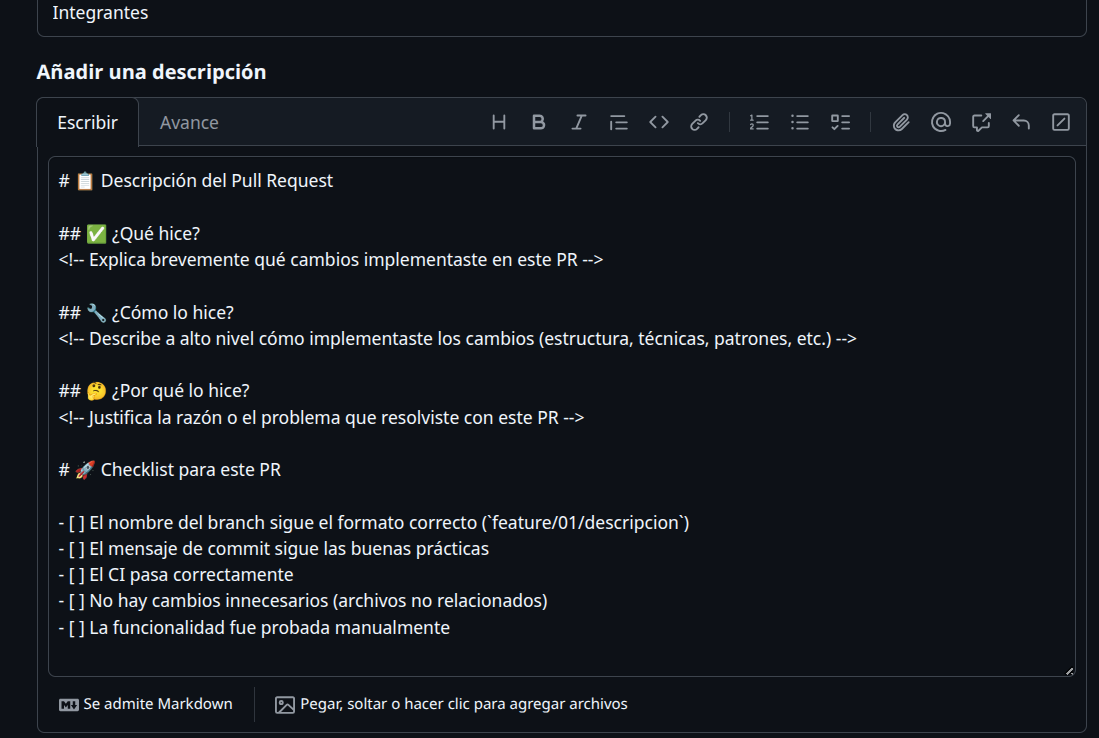 Integrantes
Añadir una descripción
Escribir
Avance
# 📋 Descripción del Pull Request
## ✅ ¿Qué hice?
<!-- Explica brevemente qué cambios implementaste en este PR -->
## 🔧 ¿Cómo lo hice?
<!-- Describe a alto nivel cómo implementaste los cambios (estructura, técnicas, patrones, etc.) -->
## 🤔 ¿Por qué lo hice?
<!-- Justifica la razón o el problema que resolviste con este PR -->
# 🚀 Checklist para este PR
- [ ] El nombre del branch sigue el formato correcto (`feature/01/descripcion`)
- [ ] El mensaje de commit sigue las buenas prácticas
- [ ] El CI pasa correctamente
- [ ] No hay cambios innecesarios (archivos no relacionados)
- [ ] La funcionalidad fue probada manualmente
Se admite Markdown
Pegar, soltar o hacer clic para agregar archivos